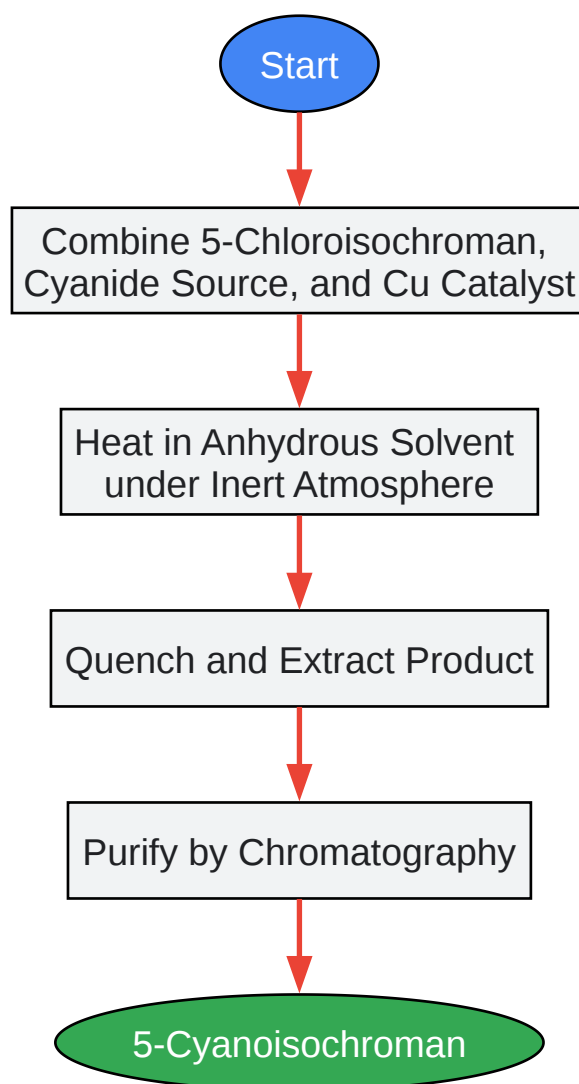 Start
Combine 5-Chloroisochroman,
Cyanide Source, and Cu Catalyst
Heat in Anhydrous Solvent
under Inert Atmosphere
Quench and Extract Product
Purify by Chromatography
5-Cyanoisochroman